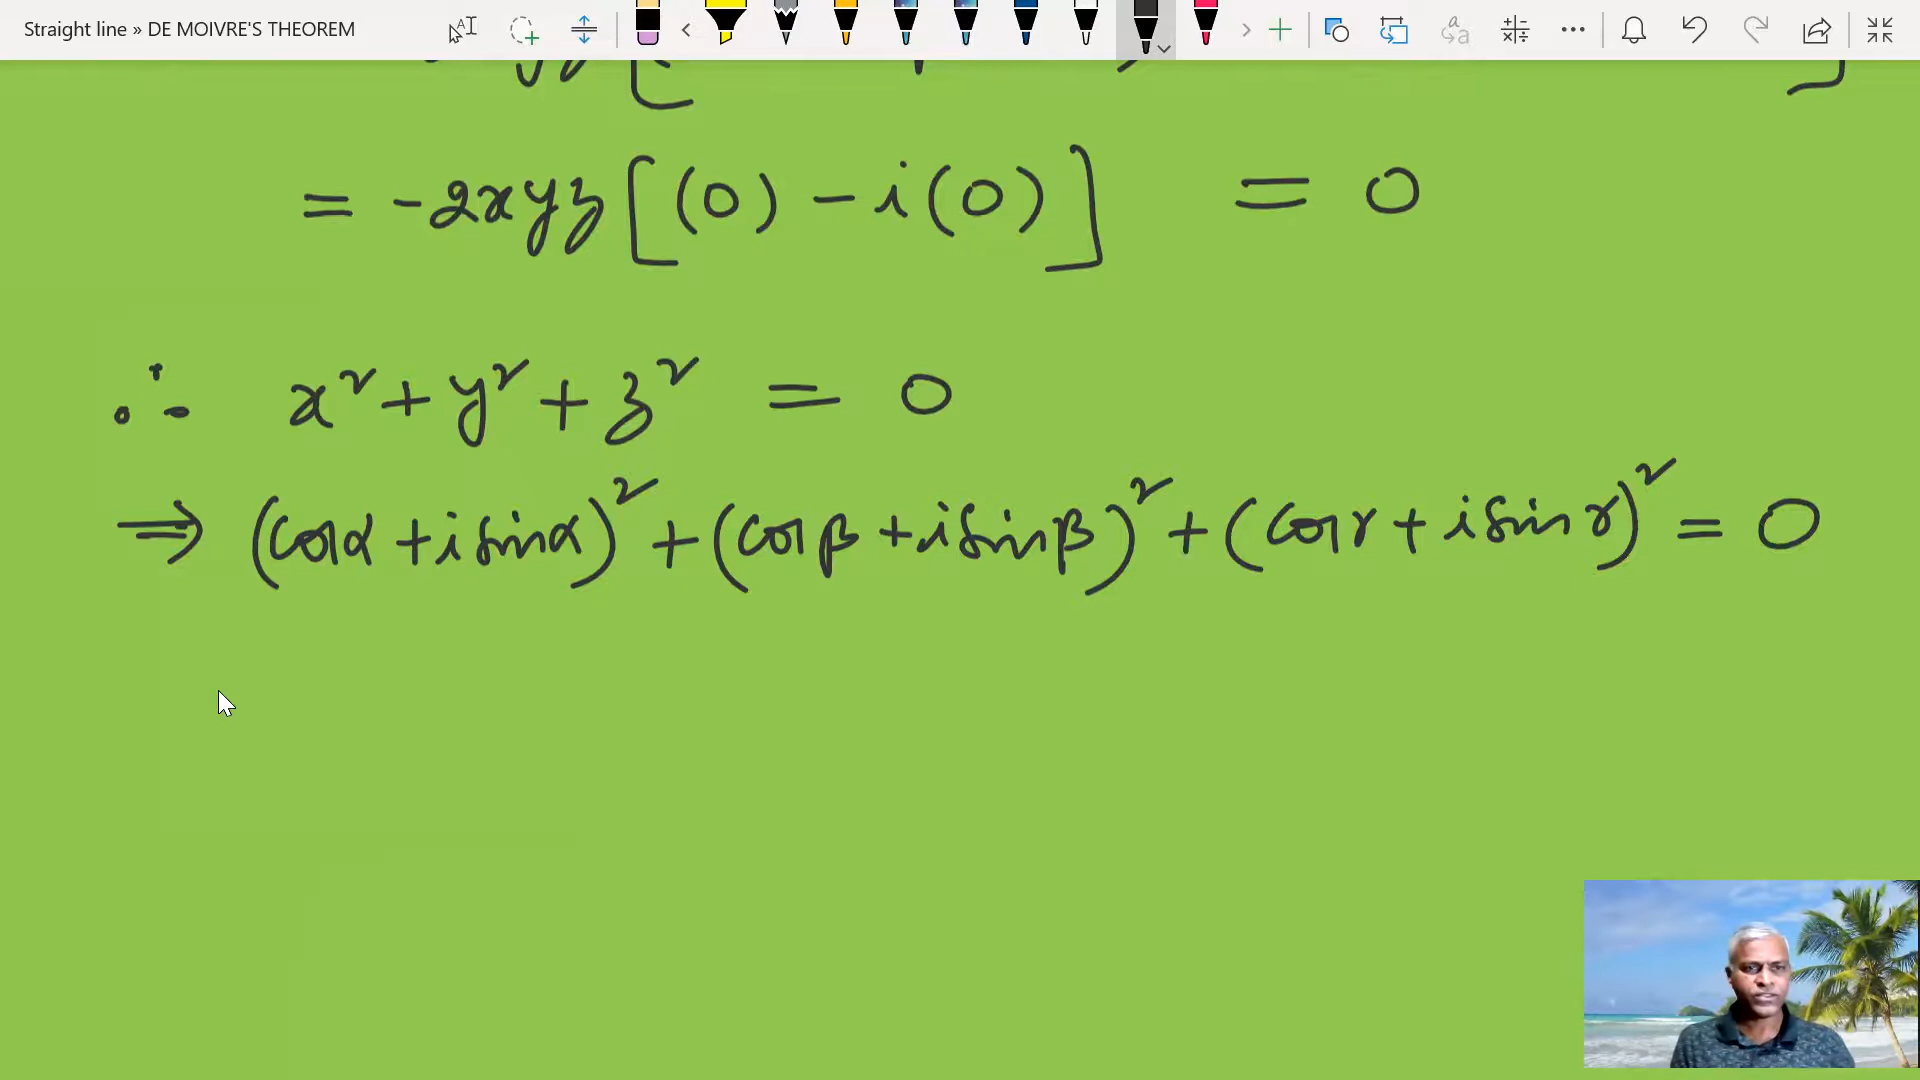 Straight line » DE MOIVRE'S THEOREM
= -2xyz[(0) - i(0)] = 0
∴ x² + y² + z² = 0
⇒ (cosα + i sinα)² + (cosβ + i sinβ)² + (cosγ + i sinγ)² = 0